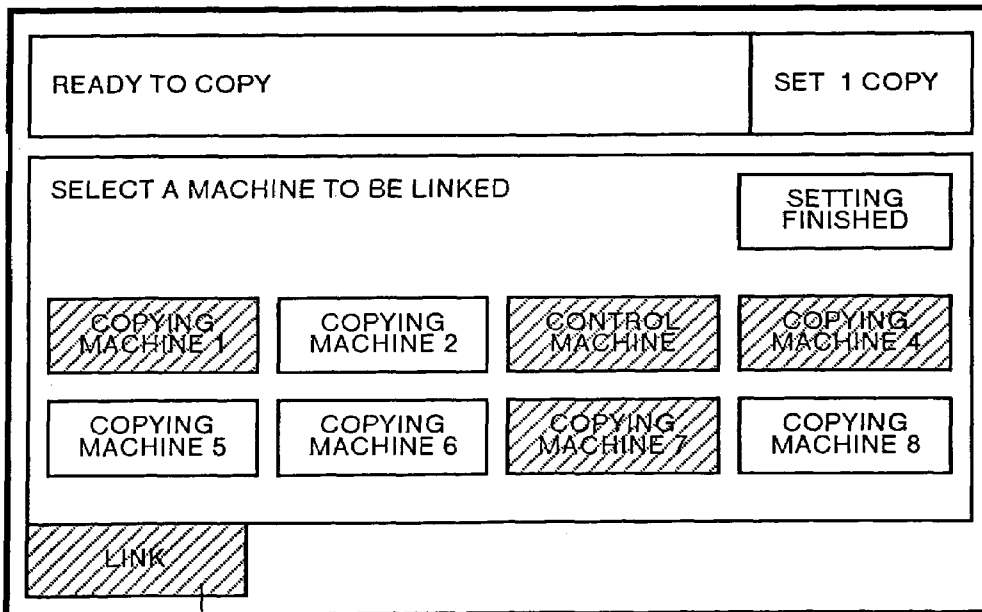 READY TO COPY
SET 1 COPY
SELECT A MACHINE TO BE LINKED
SETTING
FINISHED
COPYING
MACHINE 1
COPYING
MACHINE 2
CONTROL
MACHINE
COPYING
MACHINE 4
COPYING
MACHINE 5
COPYING
MACHINE 6
COPYING
MACHINE 7
COPYING
MACHINE 8
LINK